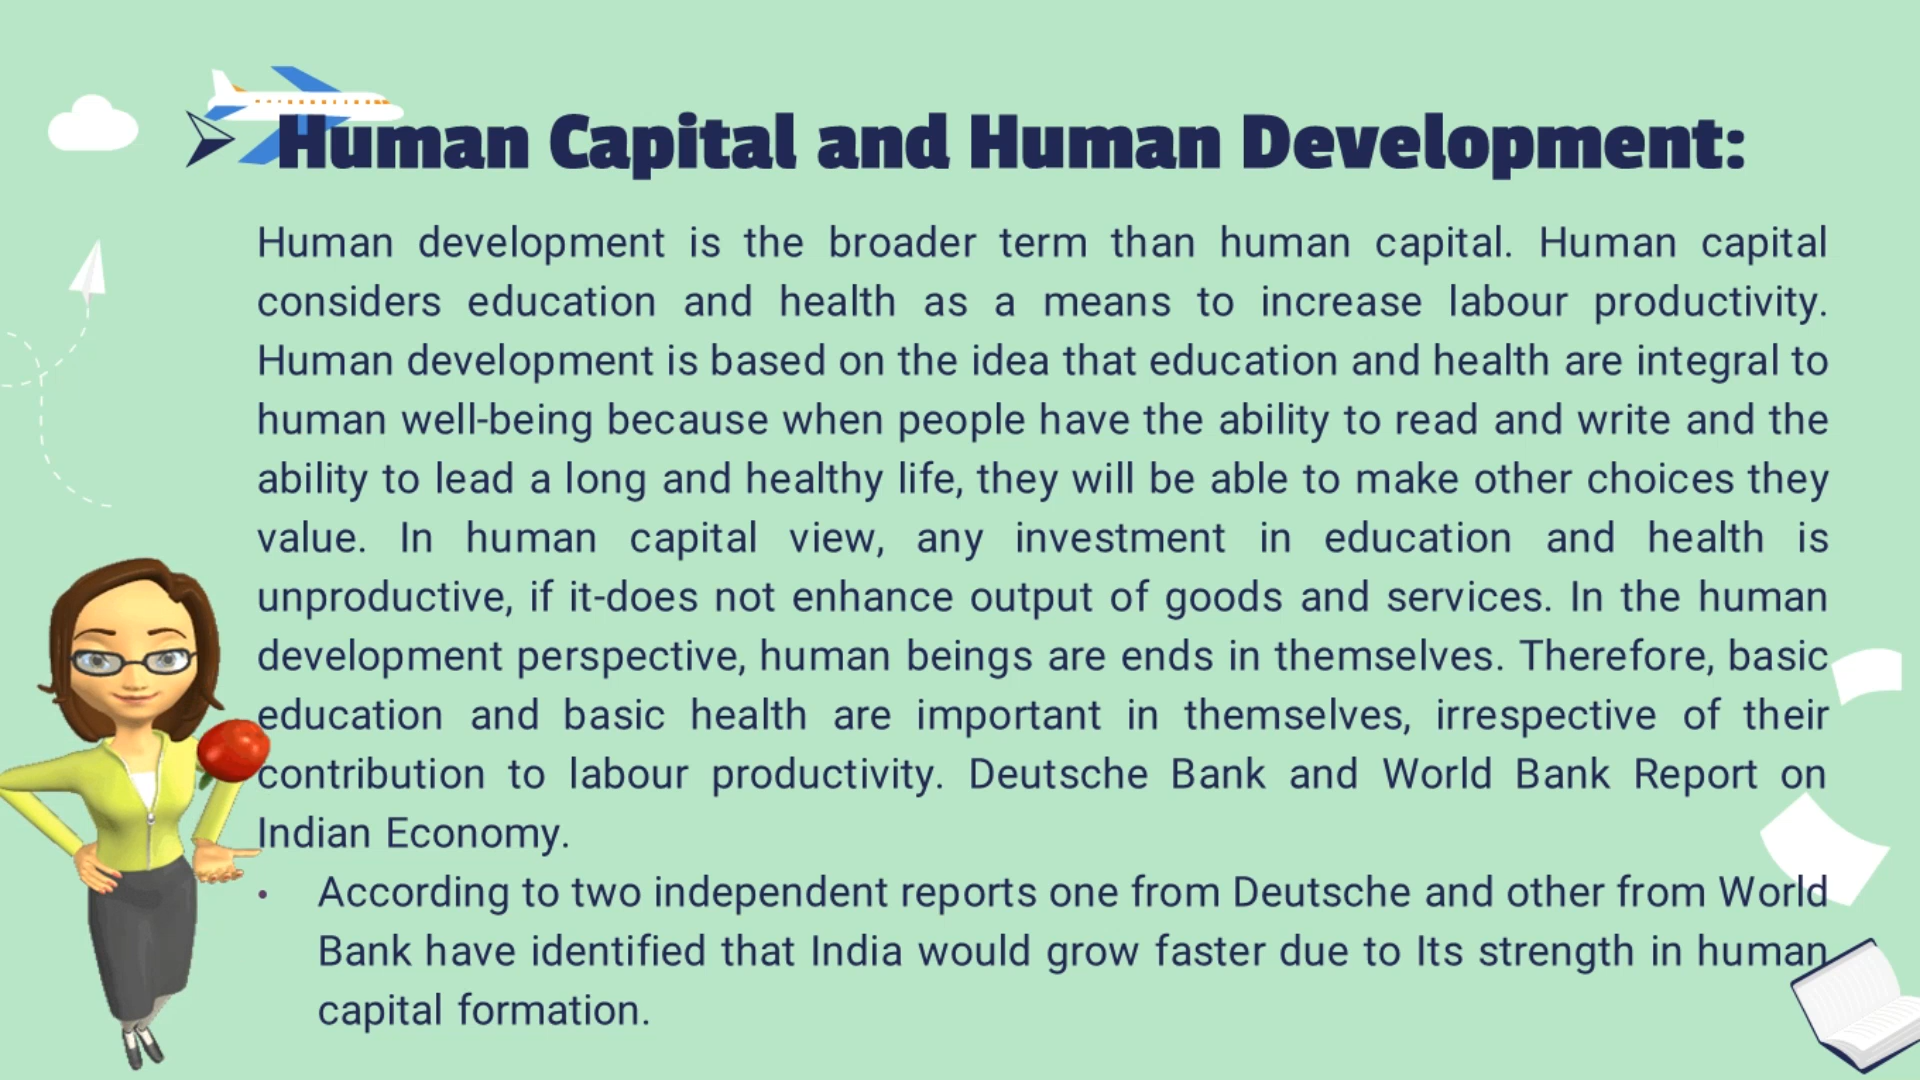 Human Capital and Human Development:
Human development is the broader term than human capital. Human capital
considers education and health as a means to increase labour productivity.
Human development is based on the idea that education and health are integral to
human well-being because when people have the ability to read and write and the
ability to lead a long and healthy life, they will be able to make other choices they
value. In human capital view, any investment in education and health is
unproductive, if it-does not enhance output of goods and services. In the human
development perspective, human beings are ends in themselves. Therefore, basic
education and basic health are important in themselves, irrespective of their
contribution to labour productivity. Deutsche Bank and World Bank Report on
Indian Economy.
• According to two independent reports one from Deutsche and other from World
Bank have identified that India would grow faster due to Its strength in human
capital formation.